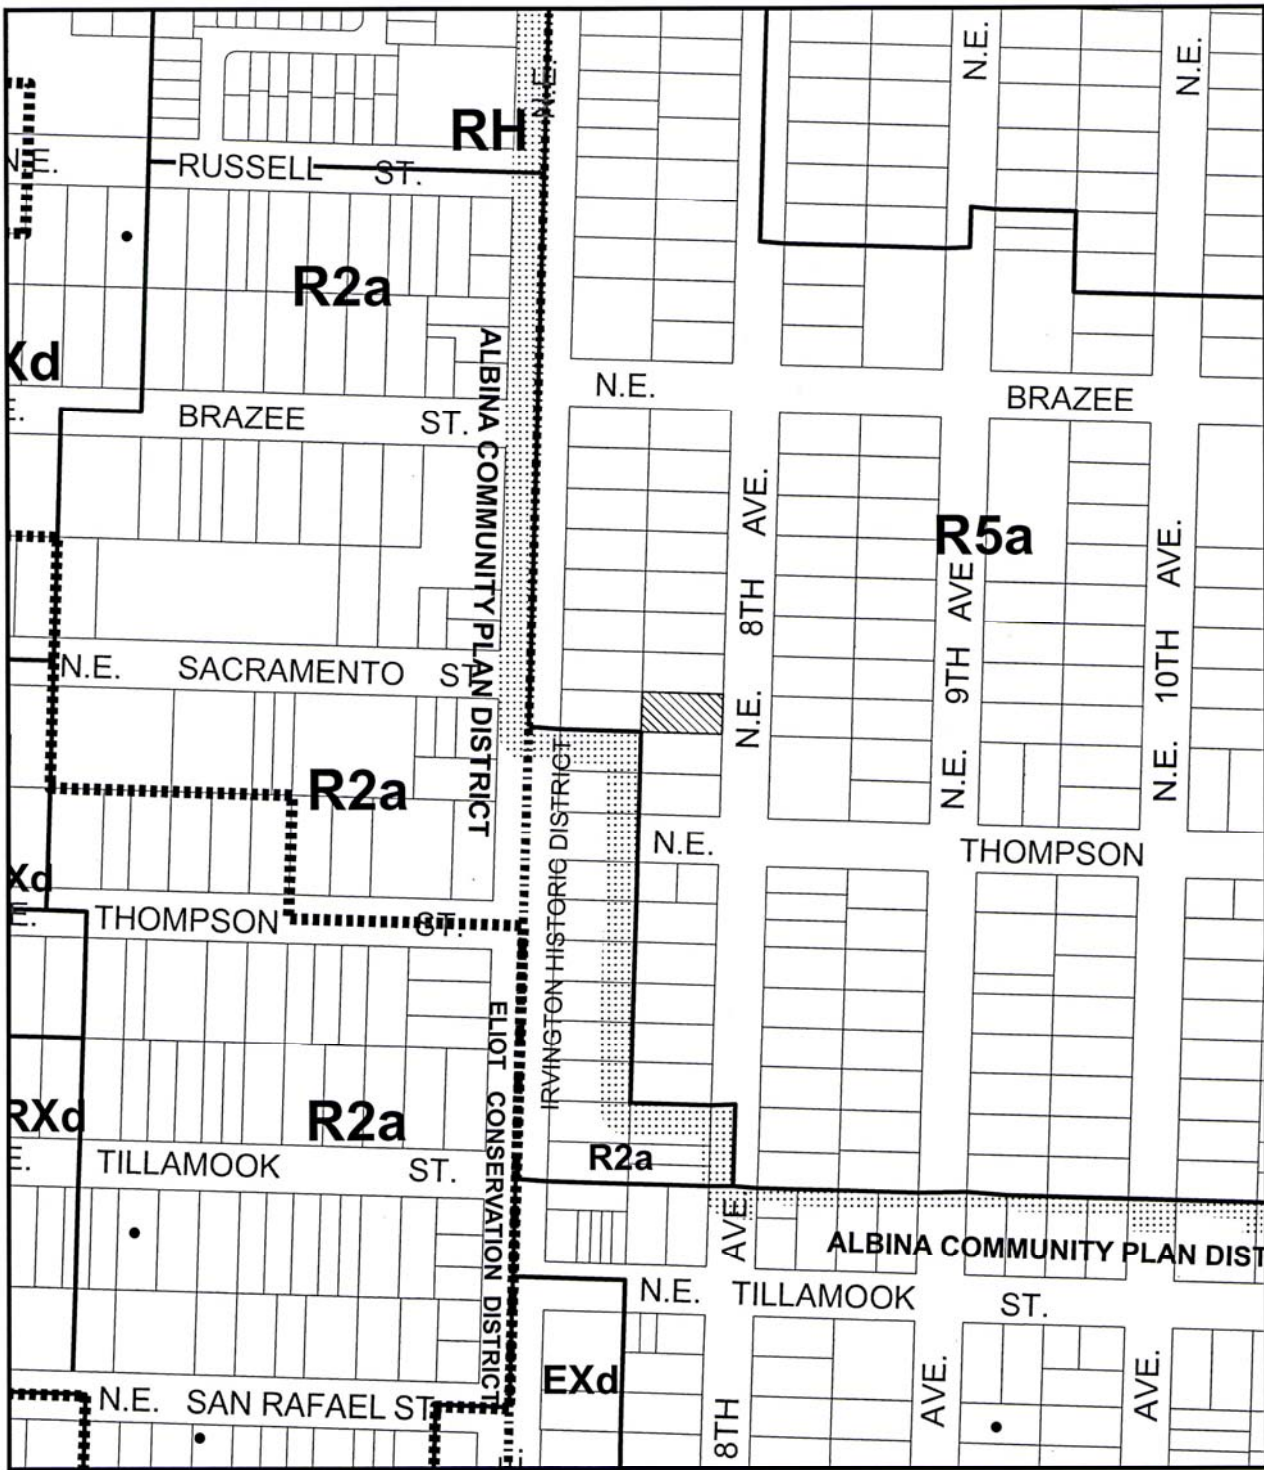 N.E.
N.E.
N.E.
RH
N.E.
RUSSELL ST.
R2a
Xd
N.E.
BRAZEE
E.
BRAZEE ST.
ALBINA COMMUNITY PLAN DISTRICT
R5a
N.E. 8TH AVE.
N.E. 9TH AVE
N.E. 10TH AVE.
N.E. SACRAMENTO ST.
R2a
IRVINGTON HISTORIC DISTRICT
N.E.
THOMPSON
Xd
E.
THOMPSON ST.
ELIOT CONSERVATION DISTRICT
RXd
R2a
R2a
E.
TILLAMOOK ST.
AVE.
ALBINA COMMUNITY PLAN DIST
N.E. TILLAMOOK ST.
EXd
N.E. SAN RAFAEL ST.
8TH
AVE.
AVE.